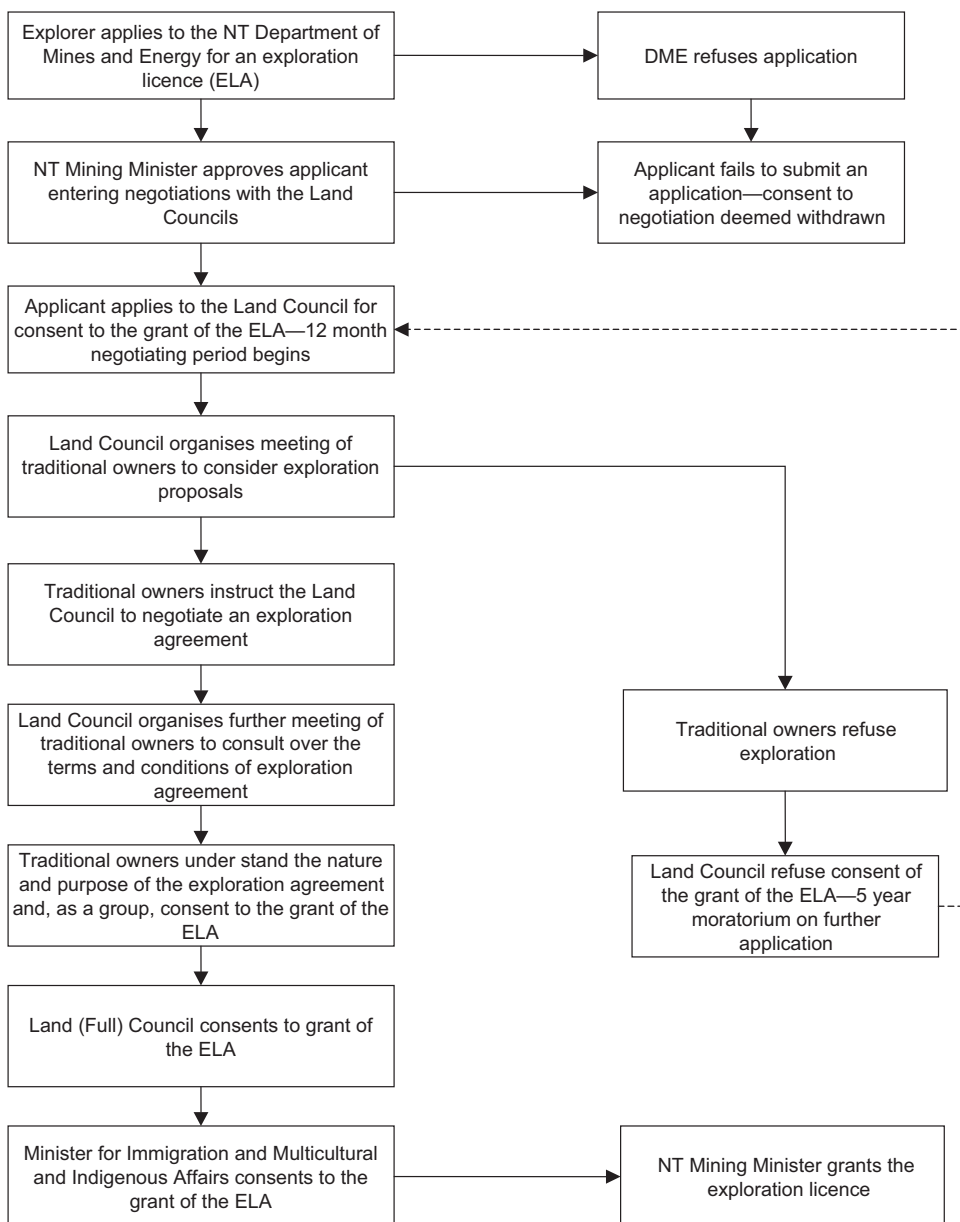 Explorer applies to the NT Department of
Mines and Energy for an exploration
licence (ELA)
DME refuses application
NT Mining Minister approves applicant
entering negotiations with the Land
Councils
Applicant fails to submit an
application—consent to
negotiation deemed withdrawn
Applicant applies to the Land Council for
consent to the grant of the ELA—12 month
negotiating period begins
Land Council organises meeting of
traditional owners to consider exploration
proposals
Traditional owners instruct the Land
Council to negotiate an exploration
agreement
Land Council organises further meeting of
traditional owners to consult over the
terms and conditions of exploration
agreement
Traditional owners refuse
exploration
Traditional owners under stand the nature
and purpose of the exploration agreement
and, as a group, consent to the grant of the
ELA
Land Council refuse consent of
the grant of the ELA—5 year
moratorium on further
application
Land (Full) Council consents to grant of
the ELA
Minister for Immigration and Multicultural
and Indigenous Affairs consents to the
grant of the ELA
NT Mining Minister grants the
exploration licence